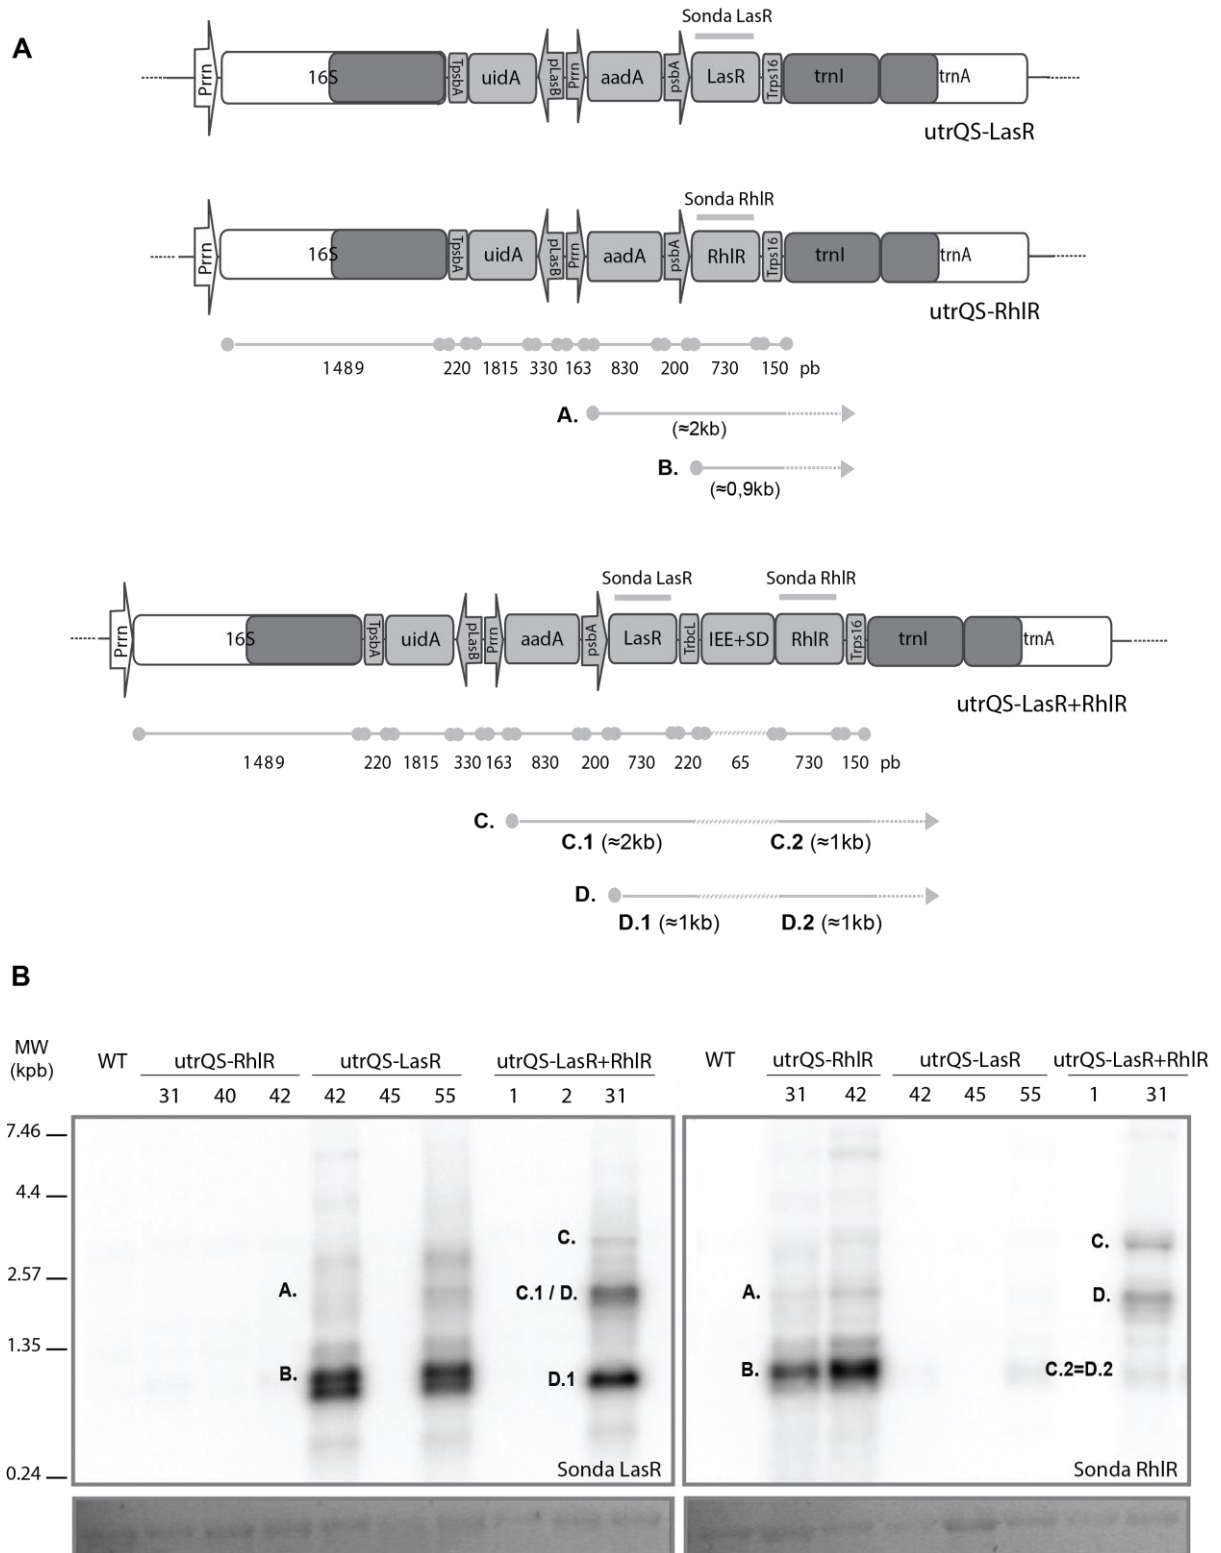 A
Sonda LasR
Prrn 16S TpsbA uidA pLasB Prrn aadA psbA LasR Trps16 trnI trnA
utrQS-LasR
Sonda RhlR
Prrn 16S TpsbA uidA pLasB Prrn aadA psbA RhlR Trps16 trnI trnA
utrQS-RhlR
1489 220 1815 330 163 830 200 730 150 pb
A.
(≈2kb)
B.
(≈0,9kb)
Sonda LasR Sonda RhlR
Prrn 16S TpsbA uidA pLasB Prrn aadA psbA LasR TrbcL IEE+SD RhlR Trps16 trnI trnA
utrQS-LasR+RhlR
1489 220 1815 330 163 830 200 730 220 65 730 150 pb
C.
C.1 (≈2kb) C.2 (≈1kb)
D.
D.1 (≈1kb) D.2 (≈1kb)
B
MW
(kpb)
WT utrQS-RhlR utrQS-LasR utrQS-LasR+RhlR
31 40 42 42 45 55 1 2 31
7.46
4.4
2.57
1.35
0.24
A.
B.
C.
C.1 / D.
D.1
Sonda LasR
WT utrQS-RhlR utrQS-LasR utrQS-LasR+RhlR
31 42 42 45 55 1 31
A.
B.
C.
D.
C.2=D.2
Sonda RhlR